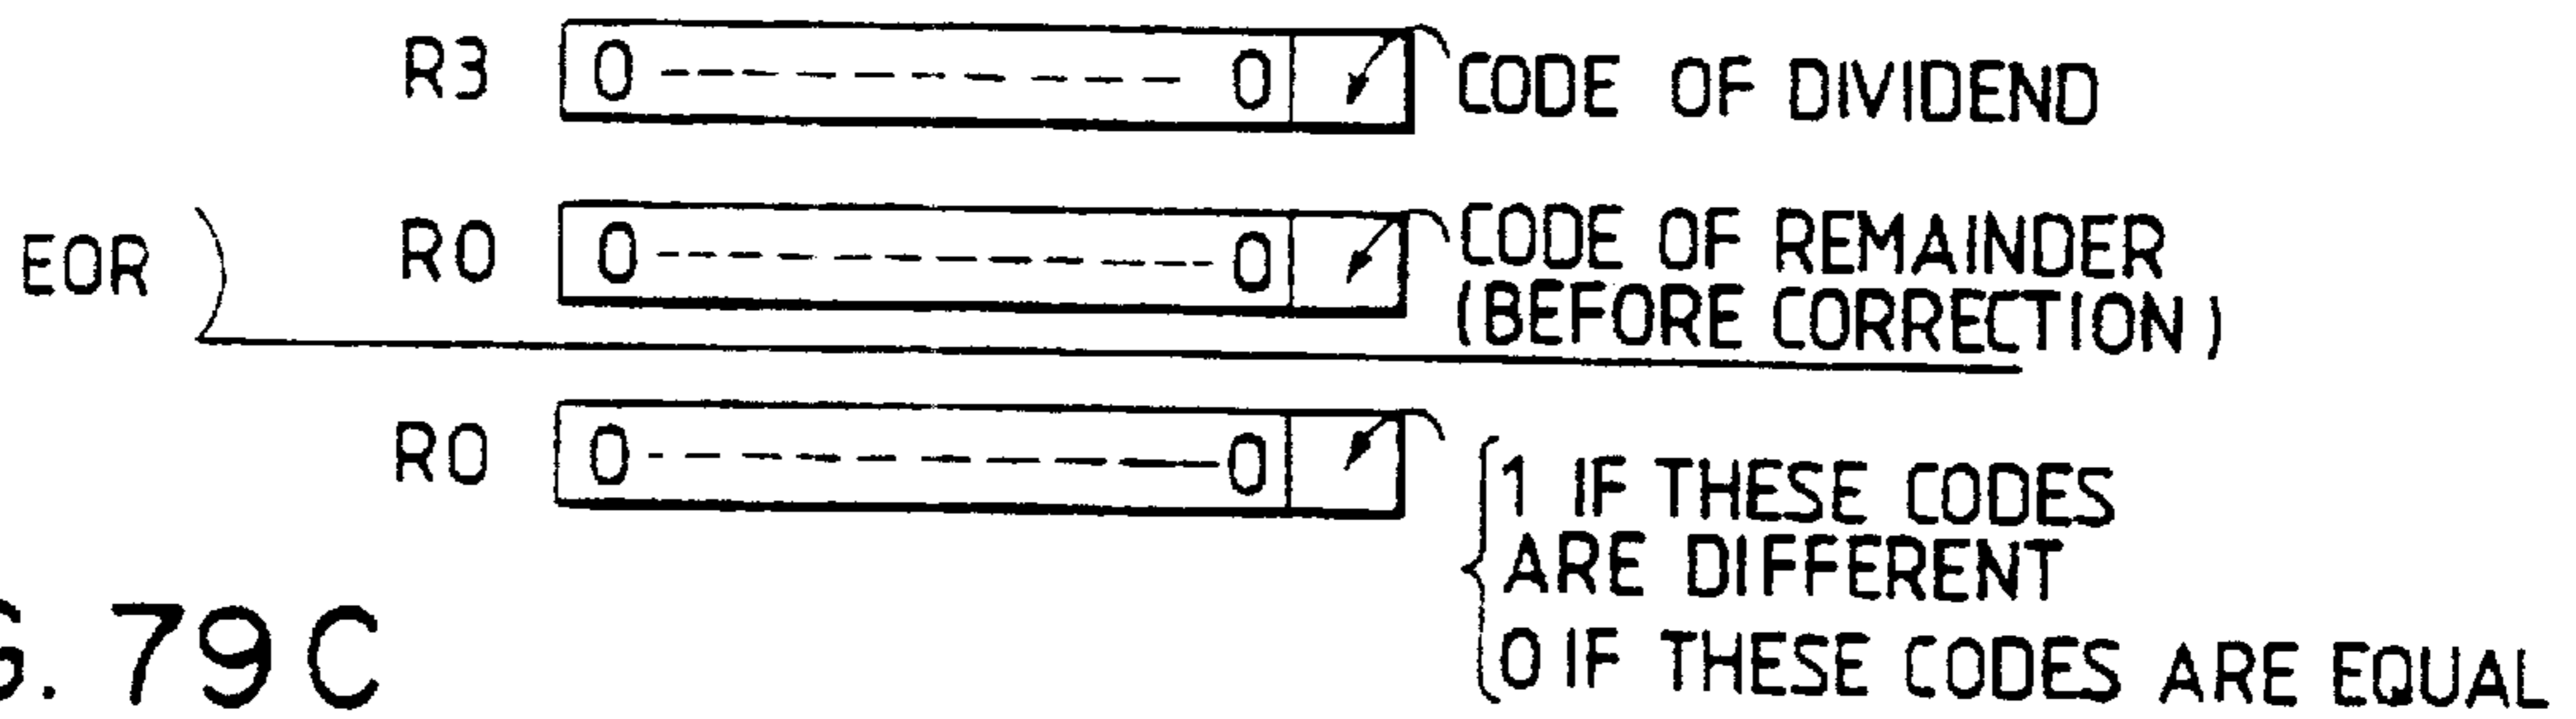 R3 0 0 CODE OF DIVIDEND
EOR R0 0 0 CODE OF REMAINDER
(BEFORE CORRECTION)
R0 0 0
1 IF THESE CODES
ARE DIFFERENT
0 IF THESE CODES ARE EQUAL
G. 79C